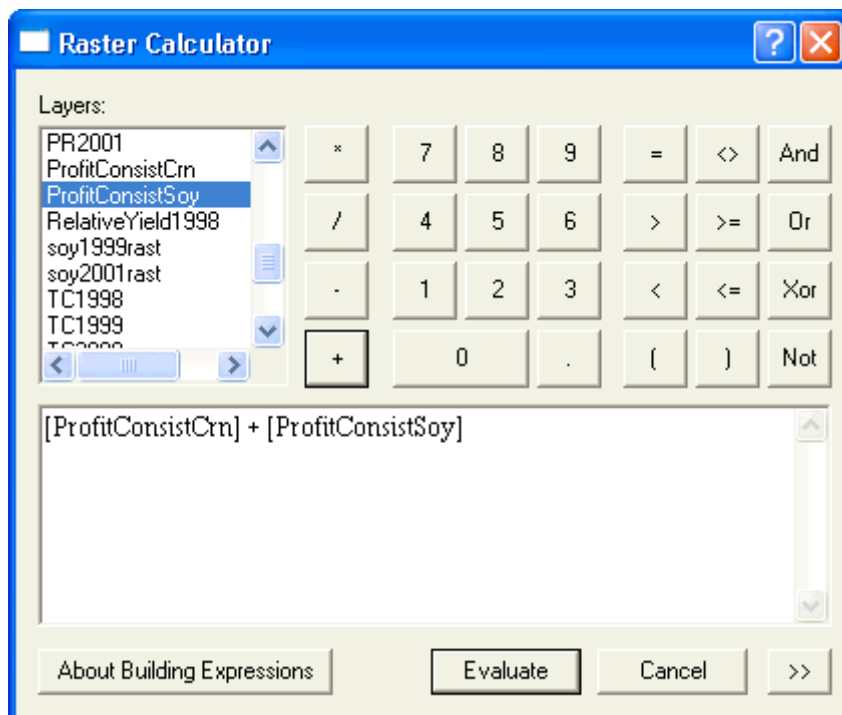 Raster Calculator
Layers:
PR2001
ProfitConsistCrn
ProfitConsistSoy
RelativeYield1998
soy1999rast
soy2001rast
TC1998
TC1999
* 7 8 9 = <> And
/ 4 5 6 > >= Or
- 1 2 3 < <= Xor
+ 0 . ( ) Not
[ProfitConsistCrn] + [ProfitConsistSoy]
About Building Expressions Evaluate Cancel >>